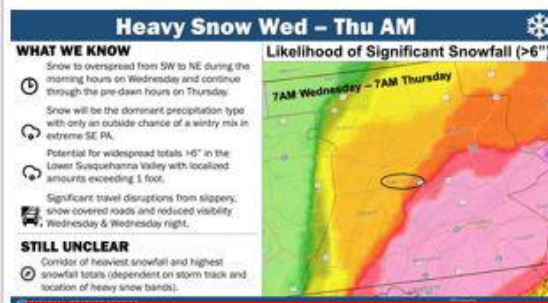 Heavy Snow Wed – Thu AM
WHAT WE KNOW
Snow to overspread from SW to NE during the
morning hours on Wednesday and continue
through the pre-dawn hours on Thursday.
Snow will be the dominant precipitation type
with only an outside chance of a wintry mix in
extreme SE PA.
Potential for widespread totals >6" in the
Lower Susquehanna Valley with localized
amounts exceeding 1 foot.
Significant travel disruptions from slippery,
snow covered roads and reduced visibility
Wednesday & Wednesday night.
STILL UNCLEAR
Corridor of heaviest snowfall and highest
snowfall totals (dependent on storm track and
location of heavy snow bands).
Likelihood of Significant Snowfall (>6")
7AM Wednesday – 7AM Thursday